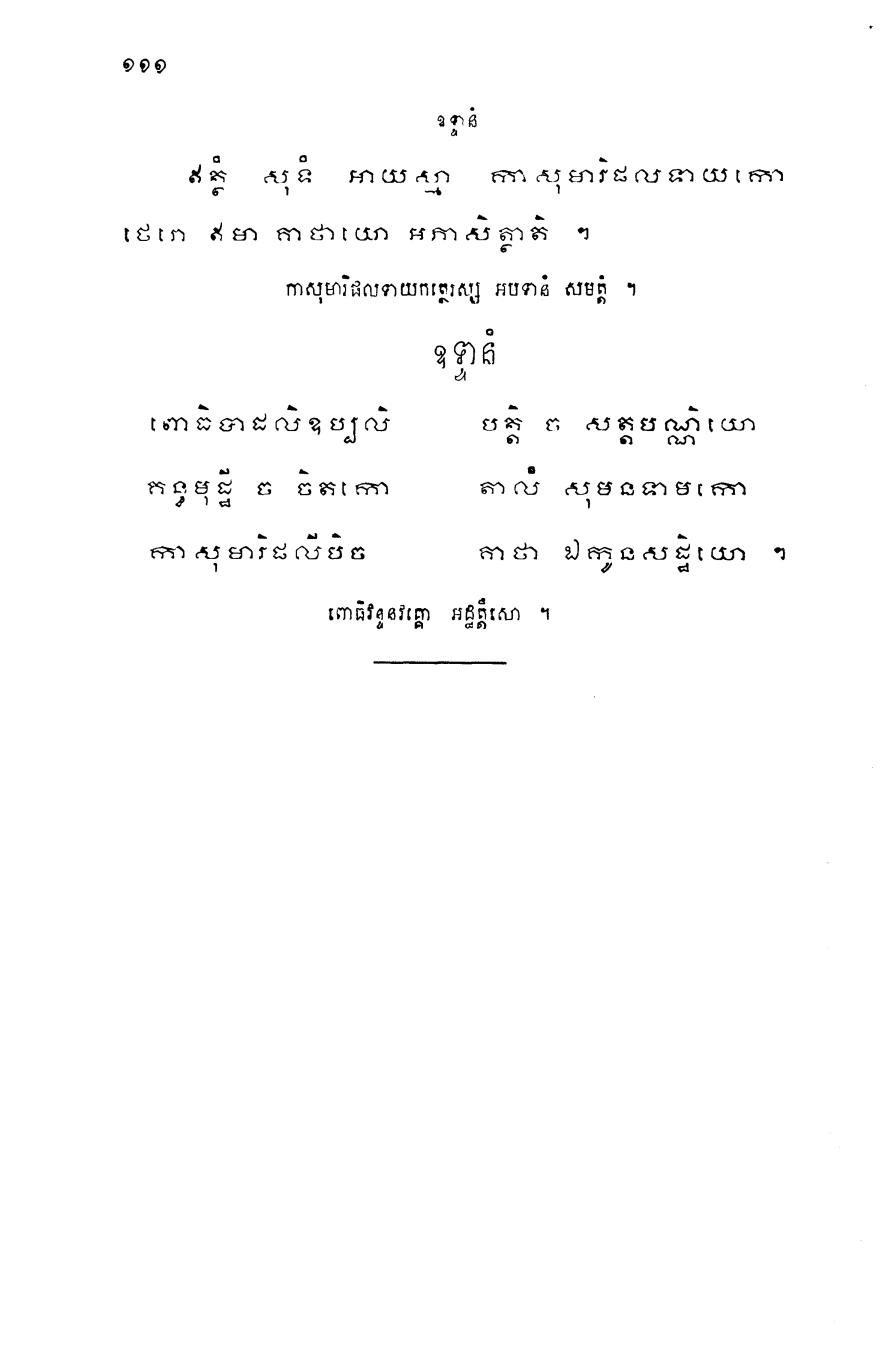 ១១១
ឧទ្ទានំ
ឥត្ថំ សុទំ អាយស្មា កាសុមារិផលទាយកោ
ថេរោ ឥមា គាថាយោ អភាសិត្ថាតិ ។
កាសុមារិផលទាយកត្ថេរស្ស អបទានំ សមត្តំ ។
ឧទ្ទានំ
ពោធិបាដលិឧប្បលិ បត្តិ ច សត្តបណ្ណិយោ
គន្ធមុដ្ឋី ច ចិតកោ តាលំ សុមនទាមកោ
កាសុមារិផលីបិច គាថា ឯកូនសដ្ឋិយោ ។
ពោធិវន្ទនវគ្គោ អដ្ឋត្តឹសោ ។